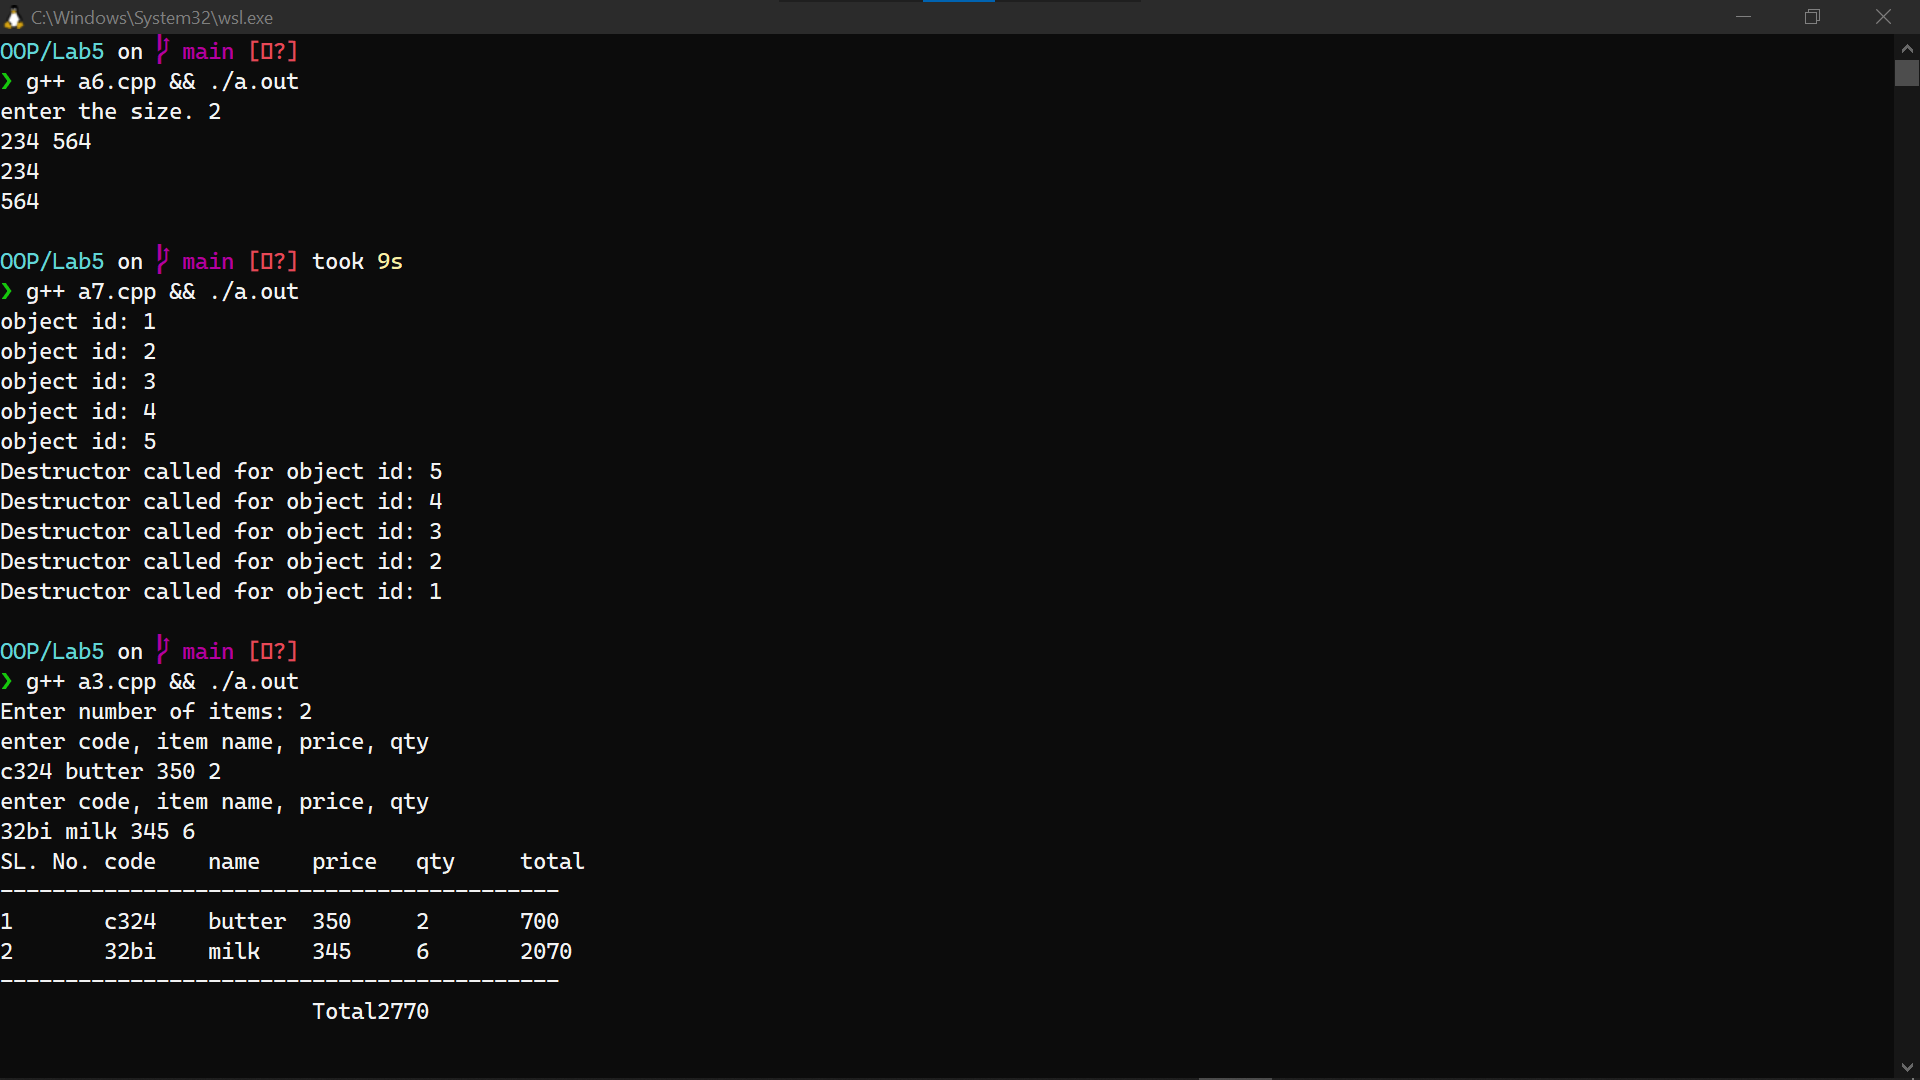 C:\Windows\System32\wsl.exe
OOP/Lab5 on main [▯?]
❯ g++ a6.cpp && ./a.out
enter the size. 2
234 564
234
564
OOP/Lab5 on main [▯?] took 9s
❯ g++ a7.cpp && ./a.out
object id: 1
object id: 2
object id: 3
object id: 4
object id: 5
Destructor called for object id: 5
Destructor called for object id: 4
Destructor called for object id: 3
Destructor called for object id: 2
Destructor called for object id: 1
OOP/Lab5 on main [▯?]
❯ g++ a3.cpp && ./a.out
Enter number of items: 2
enter code, item name, price, qty
c324 butter 350 2
enter code, item name, price, qty
32bi milk 345 6
SL. No. code    name    price   qty     total
-------------------------------------------
1       c324    butter  350     2       700
2       32bi    milk    345     6       2070
-------------------------------------------
                        Total2770